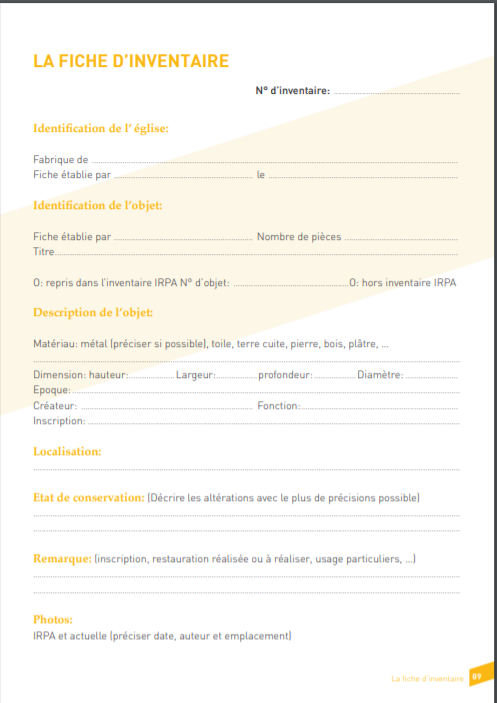 LA FICHE D'INVENTAIRE
N° d'inventaire:
Identification de l' église:
Fabrique de
Fiche établie par le
Identification de l'objet:
Fiche établie par Nombre de pièces
Titre
O: repris dans l'inventaire IRPA N° d'objet: O: hors inventaire IRPA
Description de l'objet:
Matériau: métal (préciser si possible), toile, terre cuite, pierre, bois, plâtre, ...
Dimension: hauteur: Largeur: profondeur: Diamètre:
Epoque:
Créateur: Fonction:
Inscription:
Localisation:
Etat de conservation: (Décrire les altérations avec le plus de précisions possible)
Remarque: (inscription, restauration réalisée ou à réaliser, usage particuliers, ...)
Photos:
IRPA et actuelle (préciser date, auteur et emplacement)
La fiche d'inventaire 89